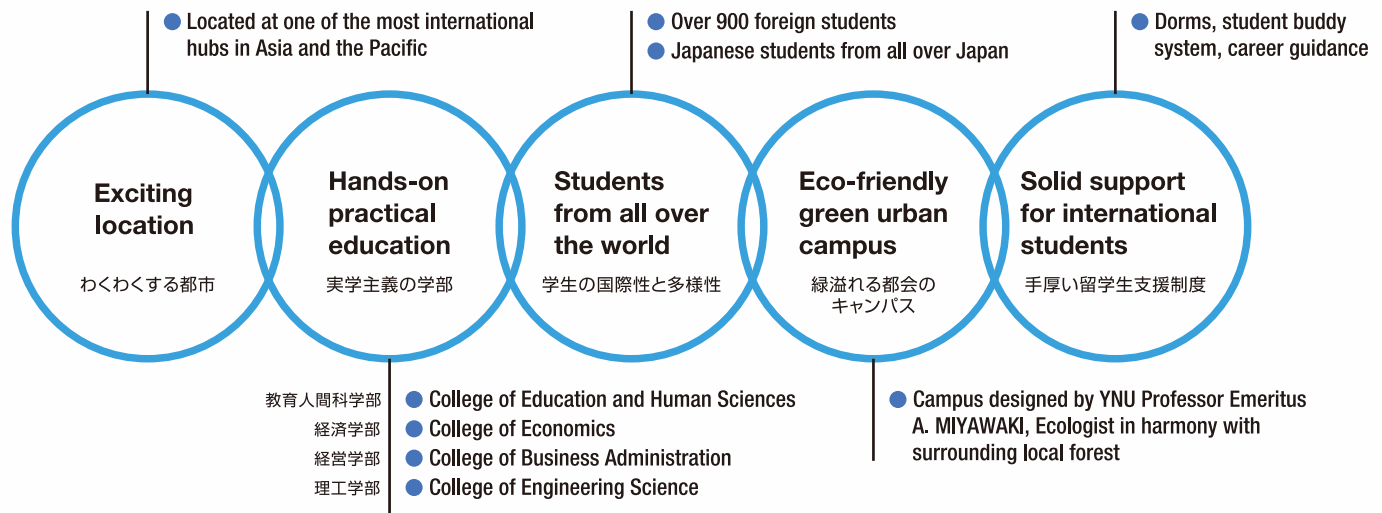 ● Located at one of the most international
hubs in Asia and the Pacific
● Over 900 foreign students
● Japanese students from all over Japan
● Dorms, student buddy
system, career guidance
Exciting
location
わくわくする都市
Hands-on
practical
education
実学主義の学部
Students
from all over
the world
学生の国際性と多様性
Eco-friendly
green urban
campus
緑溢れる都会の
キャンパス
Solid support
for international
students
手厚い留学生支援制度
教育人間科学部 ● College of Education and Human Sciences
経済学部 ● College of Economics
経営学部 ● College of Business Administration
理工学部 ● College of Engineering Science
● Campus designed by YNU Professor Emeritus
A. MIYAWAKI, Ecologist in harmony with
surrounding local forest